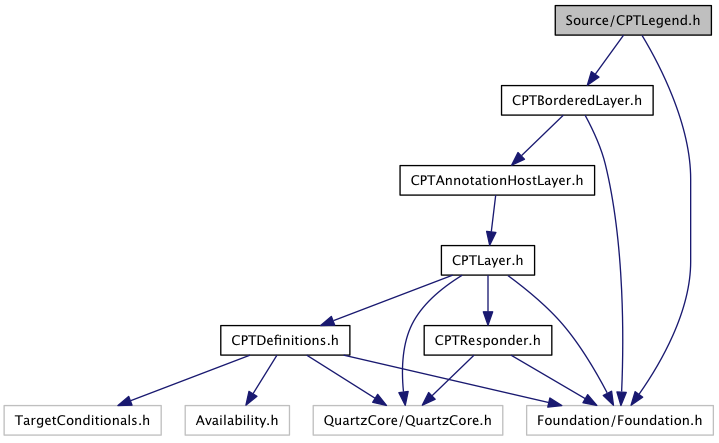 Source/CPTLegend.h
CPTBorderedLayer.h
CPTAnnotationHostLayer.h
CPTLayer.h
CPTDefinitions.h
CPTResponder.h
TargetConditionals.h
Availability.h
QuartzCore/QuartzCore.h
Foundation/Foundation.h